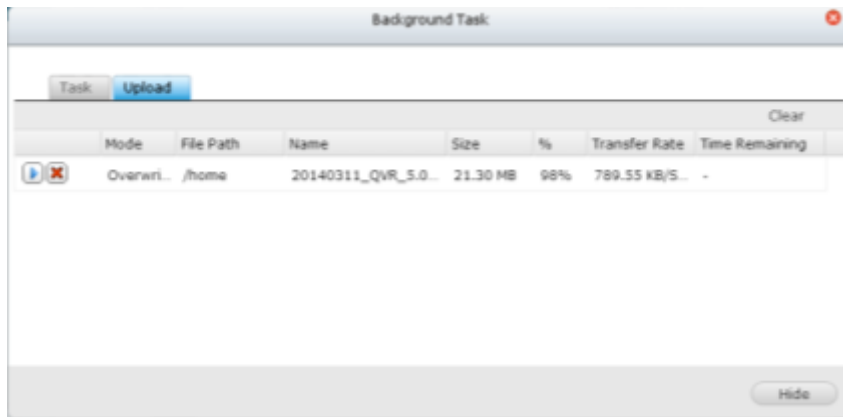 Background Task
Task Upload
Clear
Mode File Path Name Size % Transfer Rate Time Remaining
Overwri... /home 20140311_QVR_5.0... 21.30 MB 98% 789.55 KB/S... -
Hide